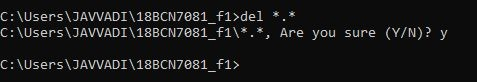 C:\Users\JAVVADI\18BCN7081_f1>del *.*
C:\Users\JAVVADI\18BCN7081_f1\*.*, Are you sure (Y/N)? y
C:\Users\JAVVADI\18BCN7081_f1>